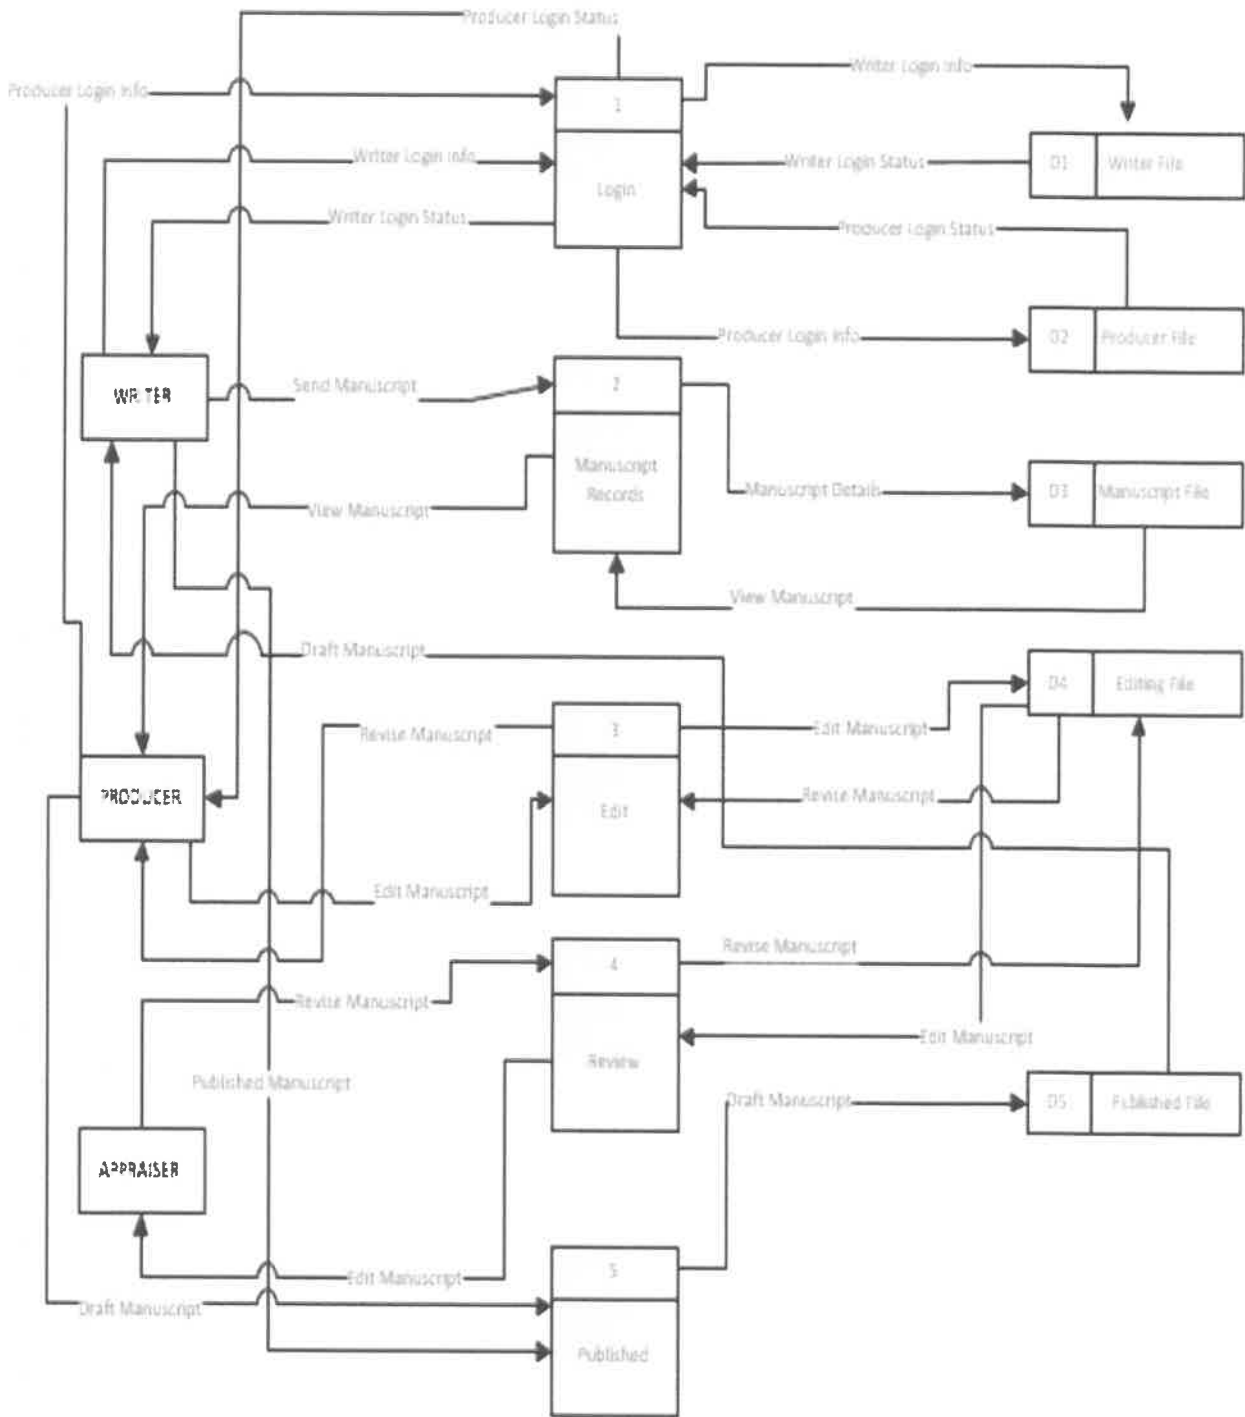 Producer Login Status
Writer Login Info
Producer Login Info
1
Writer Login Info
Writer Login Status
D1
Writer File
Login
Writer Login Status
Producer Login Status
Producer Login Info
D2
Producer File
WRITER
Send Manuscript
2
Manuscript
Records
Manuscript Details
D3
Manuscript File
View Manuscript
View Manuscript
Draft Manuscript
D4
Editing File
Revise Manuscript
3
Edit Manuscript
PRODUCER
Revise Manuscript
Edit
Edit Manuscript
Revise Manuscript
4
Revise Manuscript
Edit Manuscript
Review
Published Manuscript
Draft Manuscript
D5
Published File
APPRAISER
Edit Manuscript
5
Draft Manuscript
Published